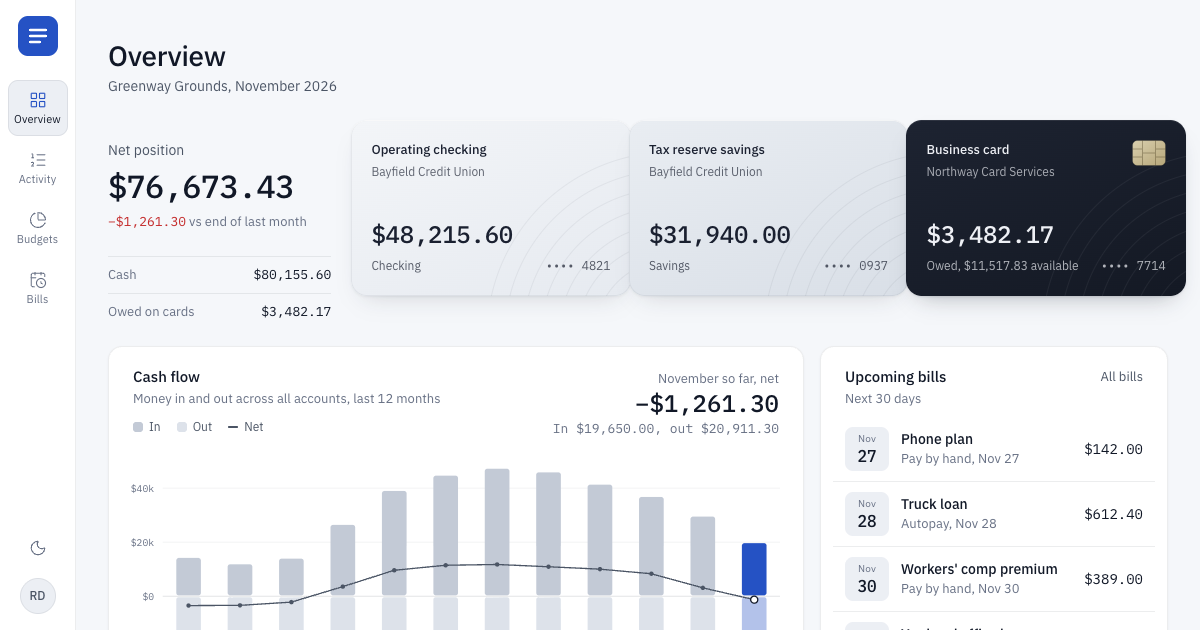 Overview
Activity
Budgets
Bills
RD
Overview
Greenway Grounds, November 2026
Net position
$76,673.43
−$1,261.30 vs end of last month
Cash $80,155.60
Owed on cards $3,482.17
Operating checking
Bayfield Credit Union
$48,215.60
Checking •••• 4821
Tax reserve savings
Bayfield Credit Union
$31,940.00
Savings •••• 0937
Business card
Northway Card Services
$3,482.17
Owed, $11,517.83 available •••• 7714
Cash flow
Money in and out across all accounts, last 12 months
In Out Net
November so far, net
−$1,261.30
In $19,650.00, out $20,911.30
$40k
$20k
$0
Upcoming bills
All bills
Next 30 days
Nov
27
Phone plan
Pay by hand, Nov 27
$142.00
Nov
28
Truck loan
Autopay, Nov 28
$612.40
Nov
30
Workers' comp premium
Pay by hand, Nov 30
$389.00